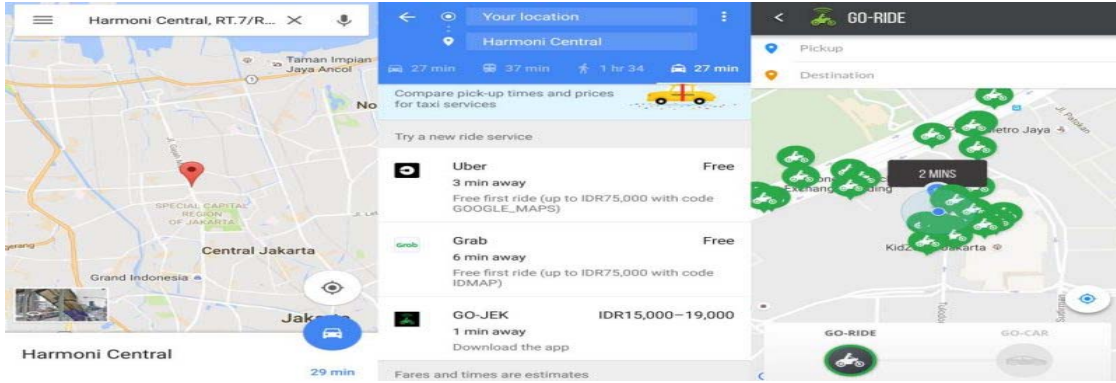 Harmoni Central, RT.7/R...
Taman Impian
Jaya Ancol
No
SPECIAL CAPITAL
REGION
OF JAKARTA
gerang
Central Jakarta
Grand Indonesia
Jaka
Harmoni Central
29 min
Your location
Harmoni Central
27 min
37 min
1 hr 34
27 min
Compare pick-up times and prices
for taxi services
Try a new ride service
Uber
Free
3 min away
Free first ride (up to IDR75,000 with code
GOOGLE_MAPS)
Grab
Grab
Free
6 min away
Free first ride (up to IDR75,000 with code
IDMAP)
GO-JEK
IDR15,000–19,000
1 min away
Download the app
Fares and times are estimates
GO-RIDE
Pickup
Destination
etro Jaya
2 MINS
GO-RIDE
GO-CAR